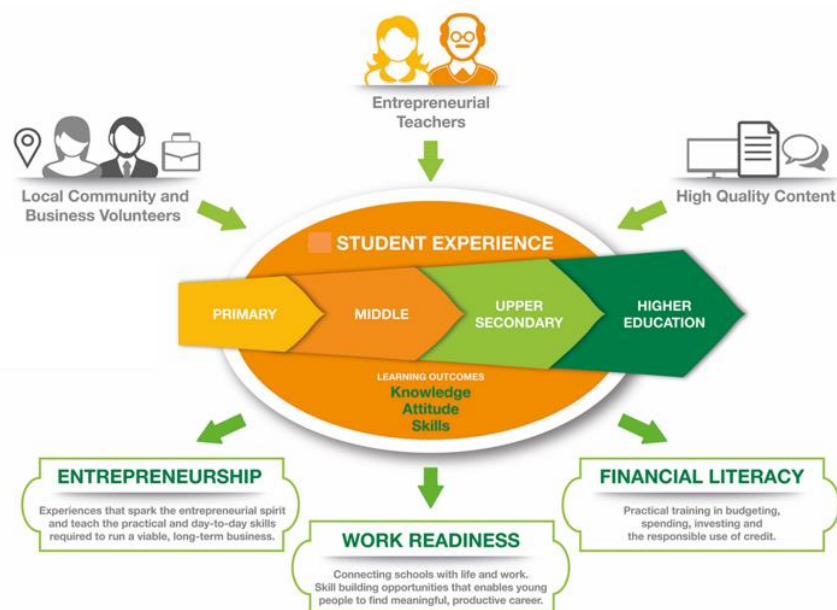 Entrepreneurial
Teachers
Local Community and
Business Volunteers
High Quality Content
STUDENT EXPERIENCE
PRIMARY
MIDDLE
UPPER
SECONDARY
HIGHER
EDUCATION
LEARNING OUTCOMES
Knowledge
Attitude
Skills
ENTREPRENEURSHIP
Experiences that spark the entrepreneurial spirit
and teach the practical and day-to-day skills
required to run a viable, long-term business.
WORK READINESS
Connecting schools with life and work.
Skill building opportunities that enables young
people to find meaningful, productive career.
FINANCIAL LITERACY
Practical training in budgeting,
spending, investing and
the responsible use of credit.